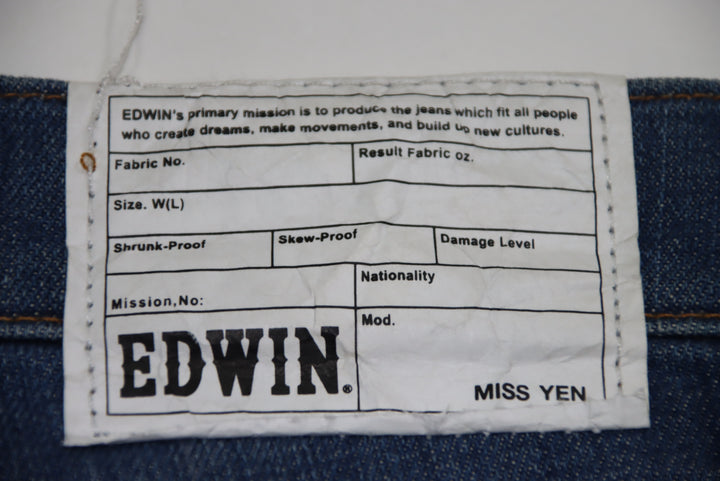 EDWIN's primary mission is to produce the jeans which fit all people
who create dreams, make movements, and build up new cultures.
Fabric No.
Result Fabric oz.
Size. W(L)
Shrunk-Proof
Skew-Proof
Damage Level
Mission,No:
Nationality
EDWIN®
Mod.
MISS YEN